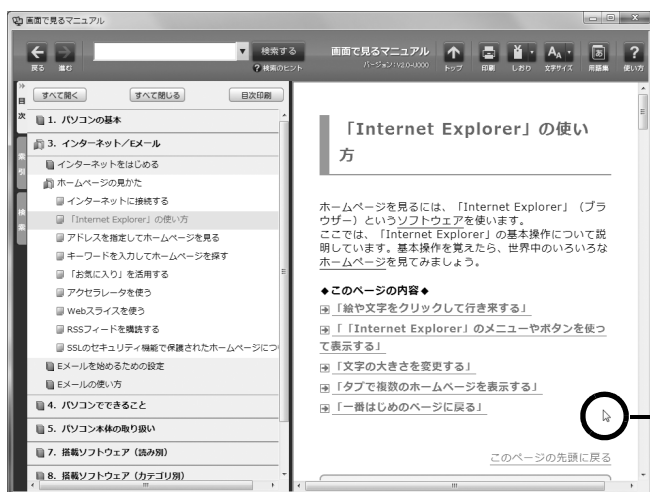 画面で見るマニュアル
戻る 進む
検索する
検索のヒント
画面で見るマニュアル
バージョン:V2.0-U000
トップ 印刷 しおり 文字サイズ 用語集 使い方
目次
索引
検索
すべて開く すべて閉じる 目次印刷
1. パソコンの基本
3. インターネット/Eメール
インターネットをはじめる
ホームページの見かた
インターネットに接続する
「Internet Explorer」の使い方
アドレスを指定してホームページを見る
キーワードを入力してホームページを探す
「お気に入り」を活用する
アクセラレータを使う
Webスライスを使う
RSSフィードを購読する
SSLのセキュリティ機能で保護されたホームページにつ
Eメールを始めるための設定
Eメールの使い方
4. パソコンでできること
5. パソコン本体の取り扱い
7. 搭載ソフトウェア(読み別)
8. 搭載ソフトウェア(カテゴリ別)
「Internet Explorer」の使い
方
ホームページを見るには、「Internet Explorer」(ブラ
ウザー)というソフトウェアを使います。
ここでは、「Internet Explorer」の基本操作について説
明しています。基本操作を覚えたら、世界中のいろいろな
ホームページを見てみましょう。
◆このページの内容◆
「絵や文字をクリックして行き来する」
「「Internet Explorer」のメニューやボタンを使っ
て表示する」
「文字の大きさを変更する」
「タブで複数のホームページを表示する」
「一番はじめのページに戻る」
このページの先頭に戻る